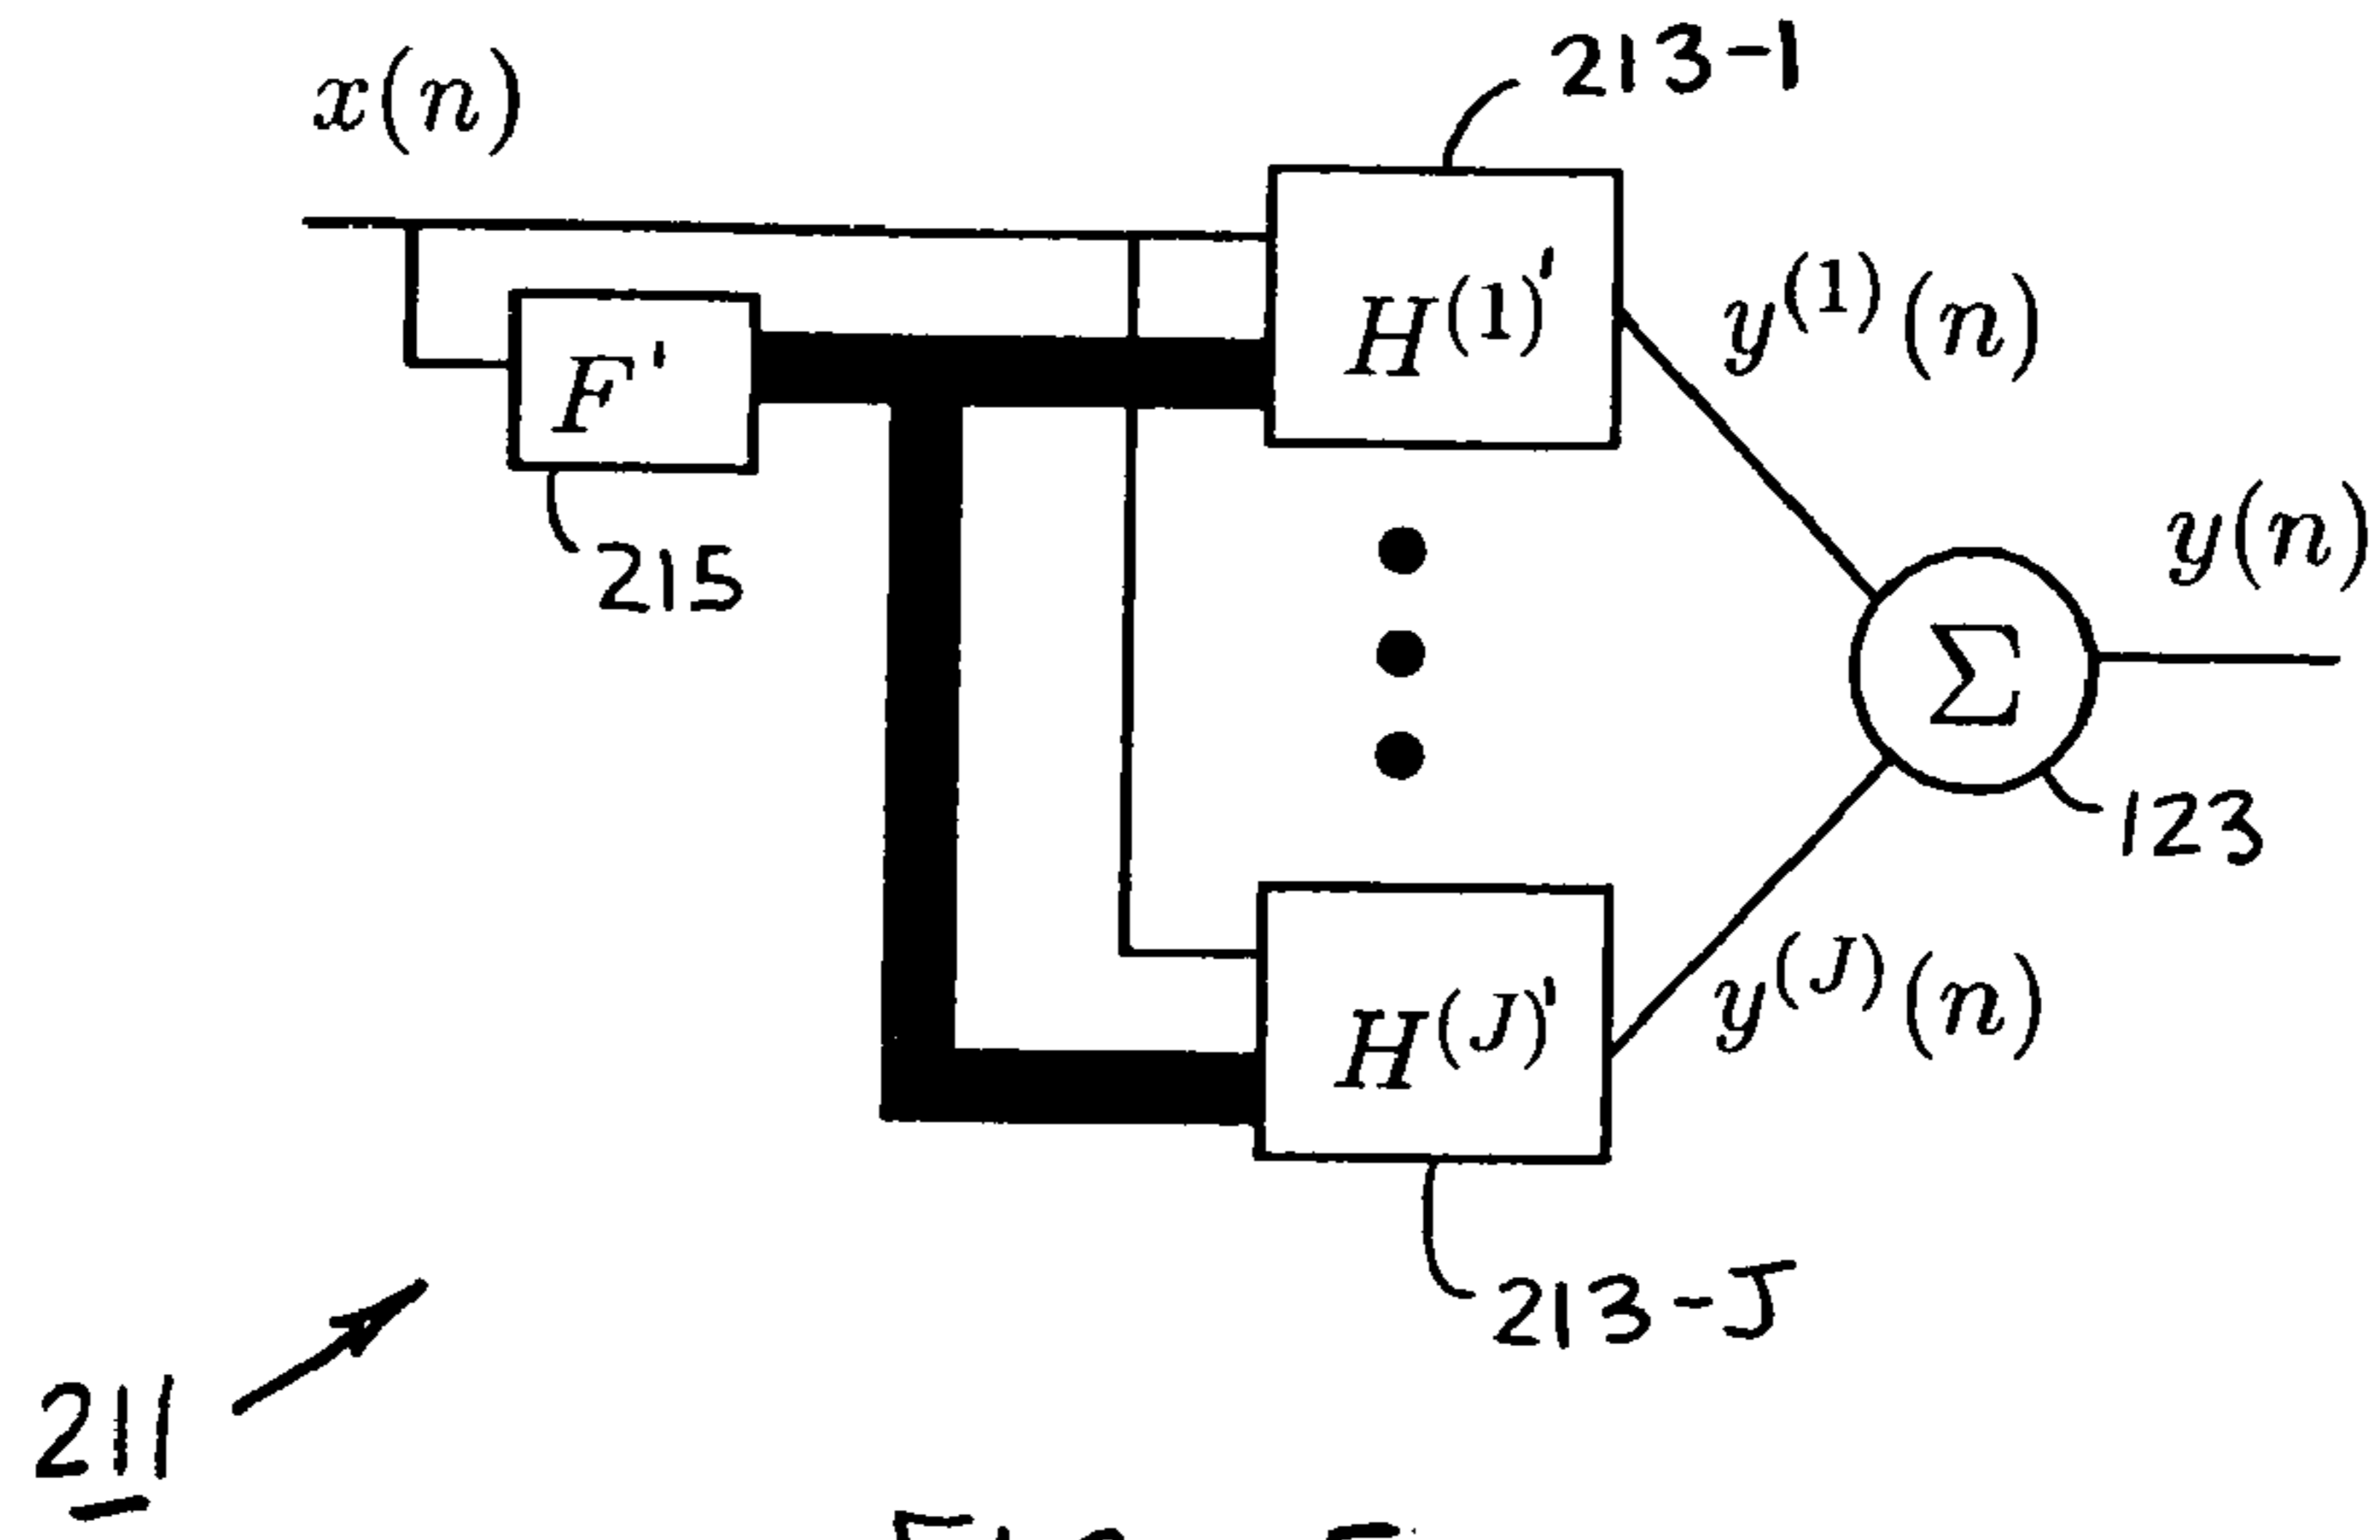 213-1
x(n)
H^{(1)'}
y^{(1)}(n)
F'
215
y(n)
Σ
123
H^{(J)'}
y^{(J)}(n)
213-J
211